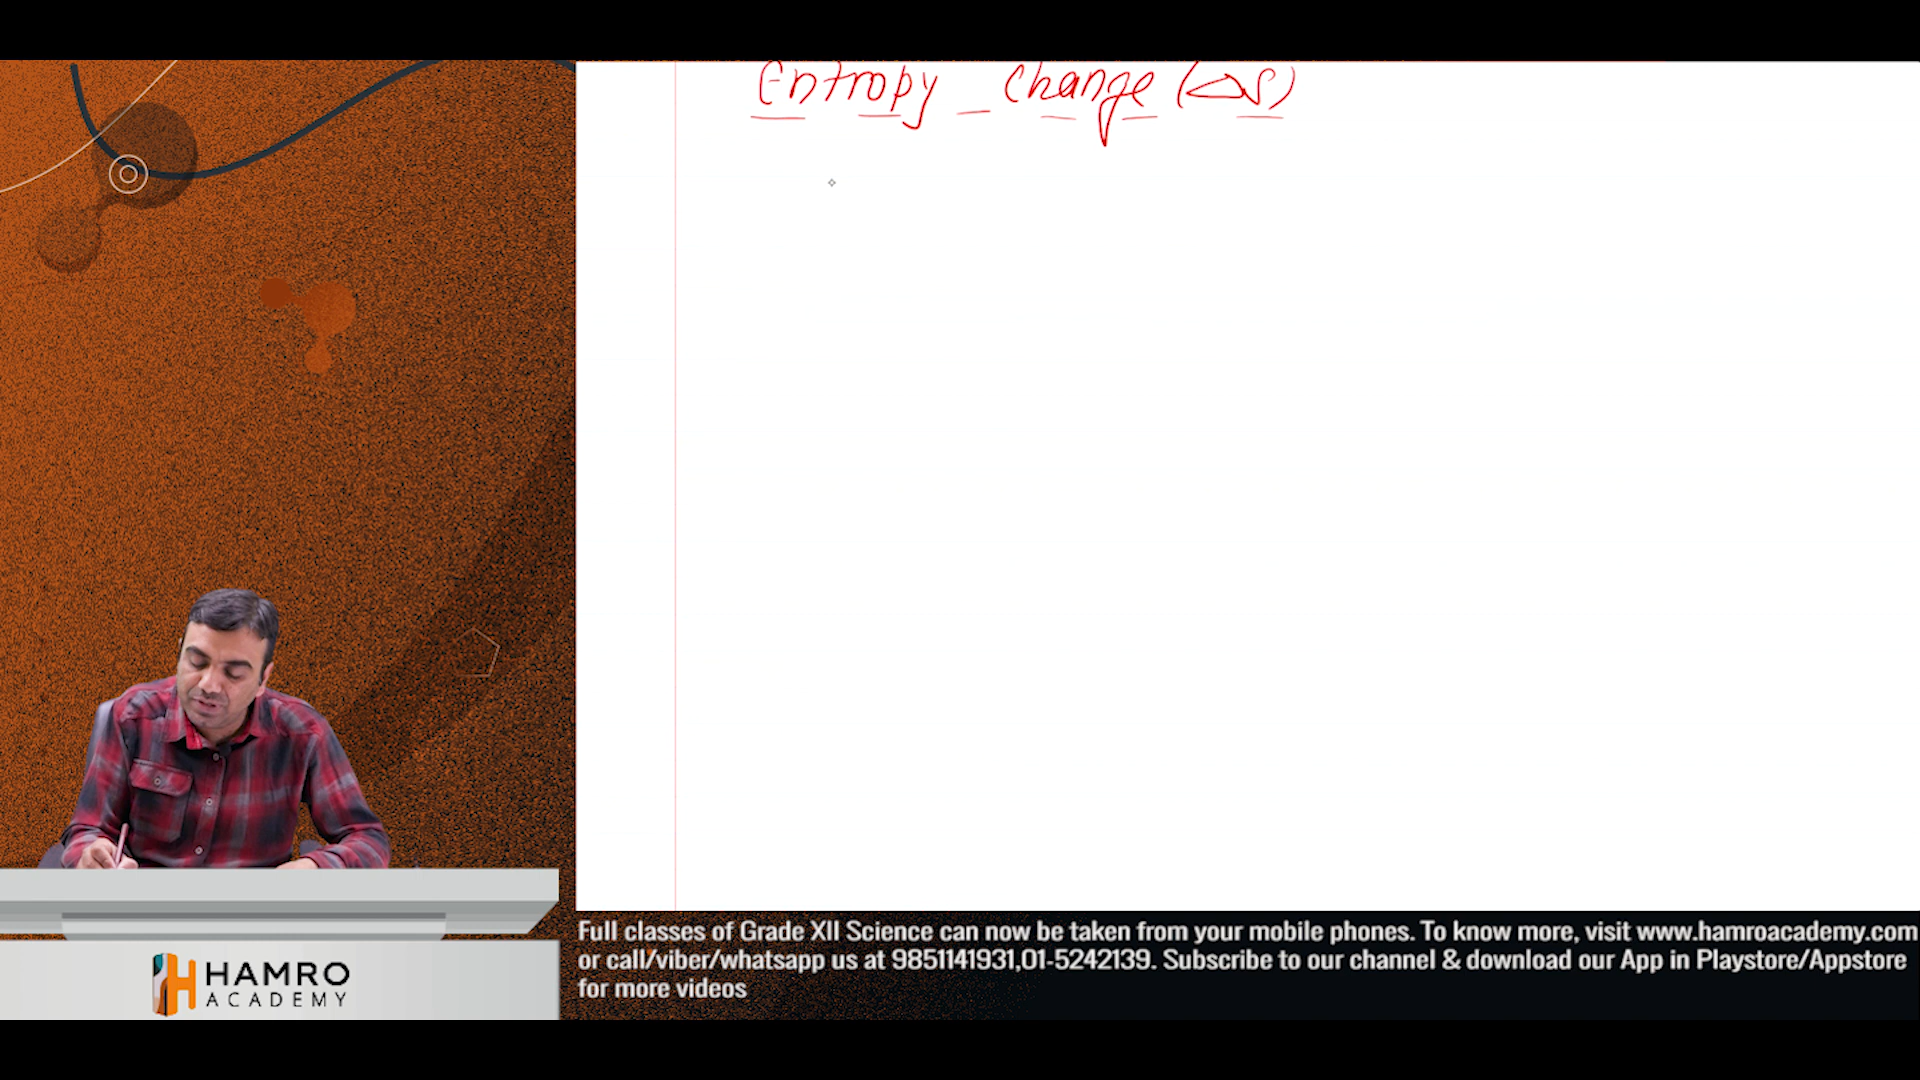 Entropy change (ΔS)
Full classes of Grade XII Science can now be taken from your mobile phones. To know more, visit www.hamroacademy.com
or call/viber/whatsapp us at 9851141931,01-5242139. Subscribe to our channel & download our App in Playstore/Appstore
for more videos
HAMRO
ACADEMY